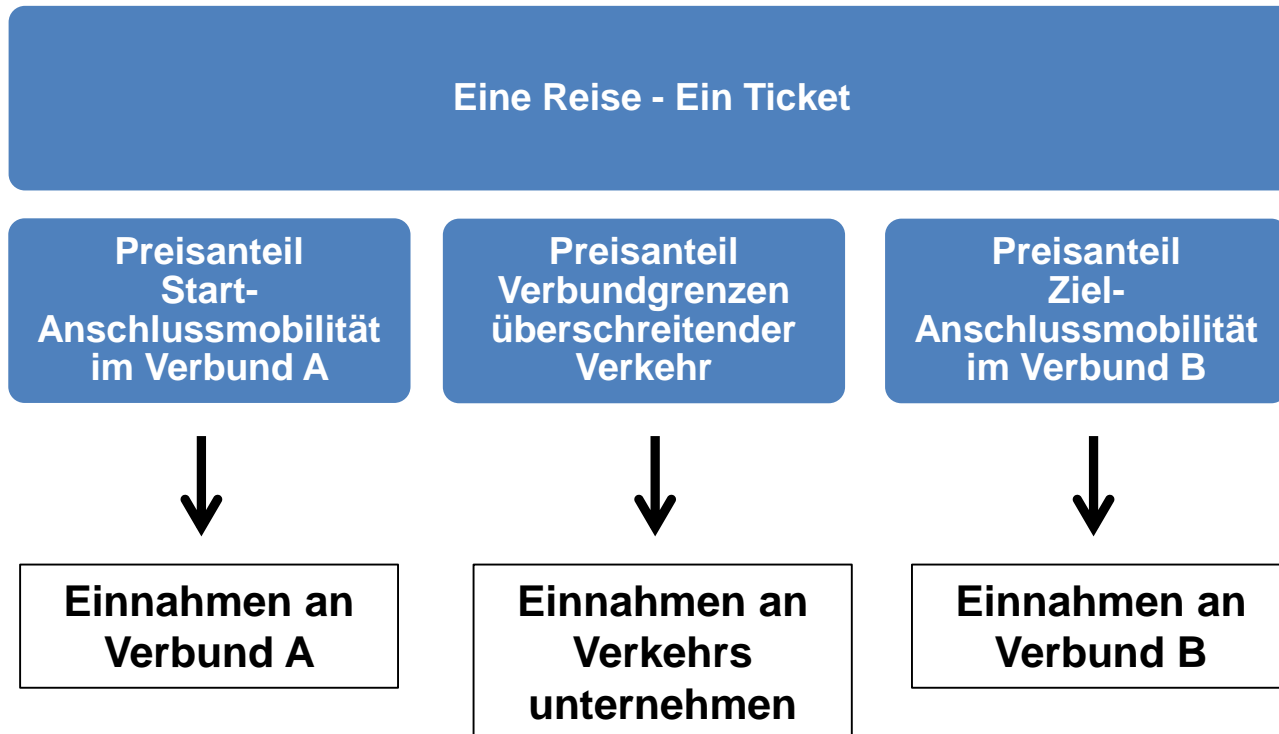 Eine Reise - Ein Ticket
Preisanteil
Start-
Anschlussmobilität
im Verbund A
Preisanteil
Verbundgrenzen
überschreitender
Verkehr
Preisanteil
Ziel-
Anschlussmobilität
im Verbund B
Einnahmen an
Verbund A
Einnahmen an
Verkehrs
unternehmen
Einnahmen an
Verbund B